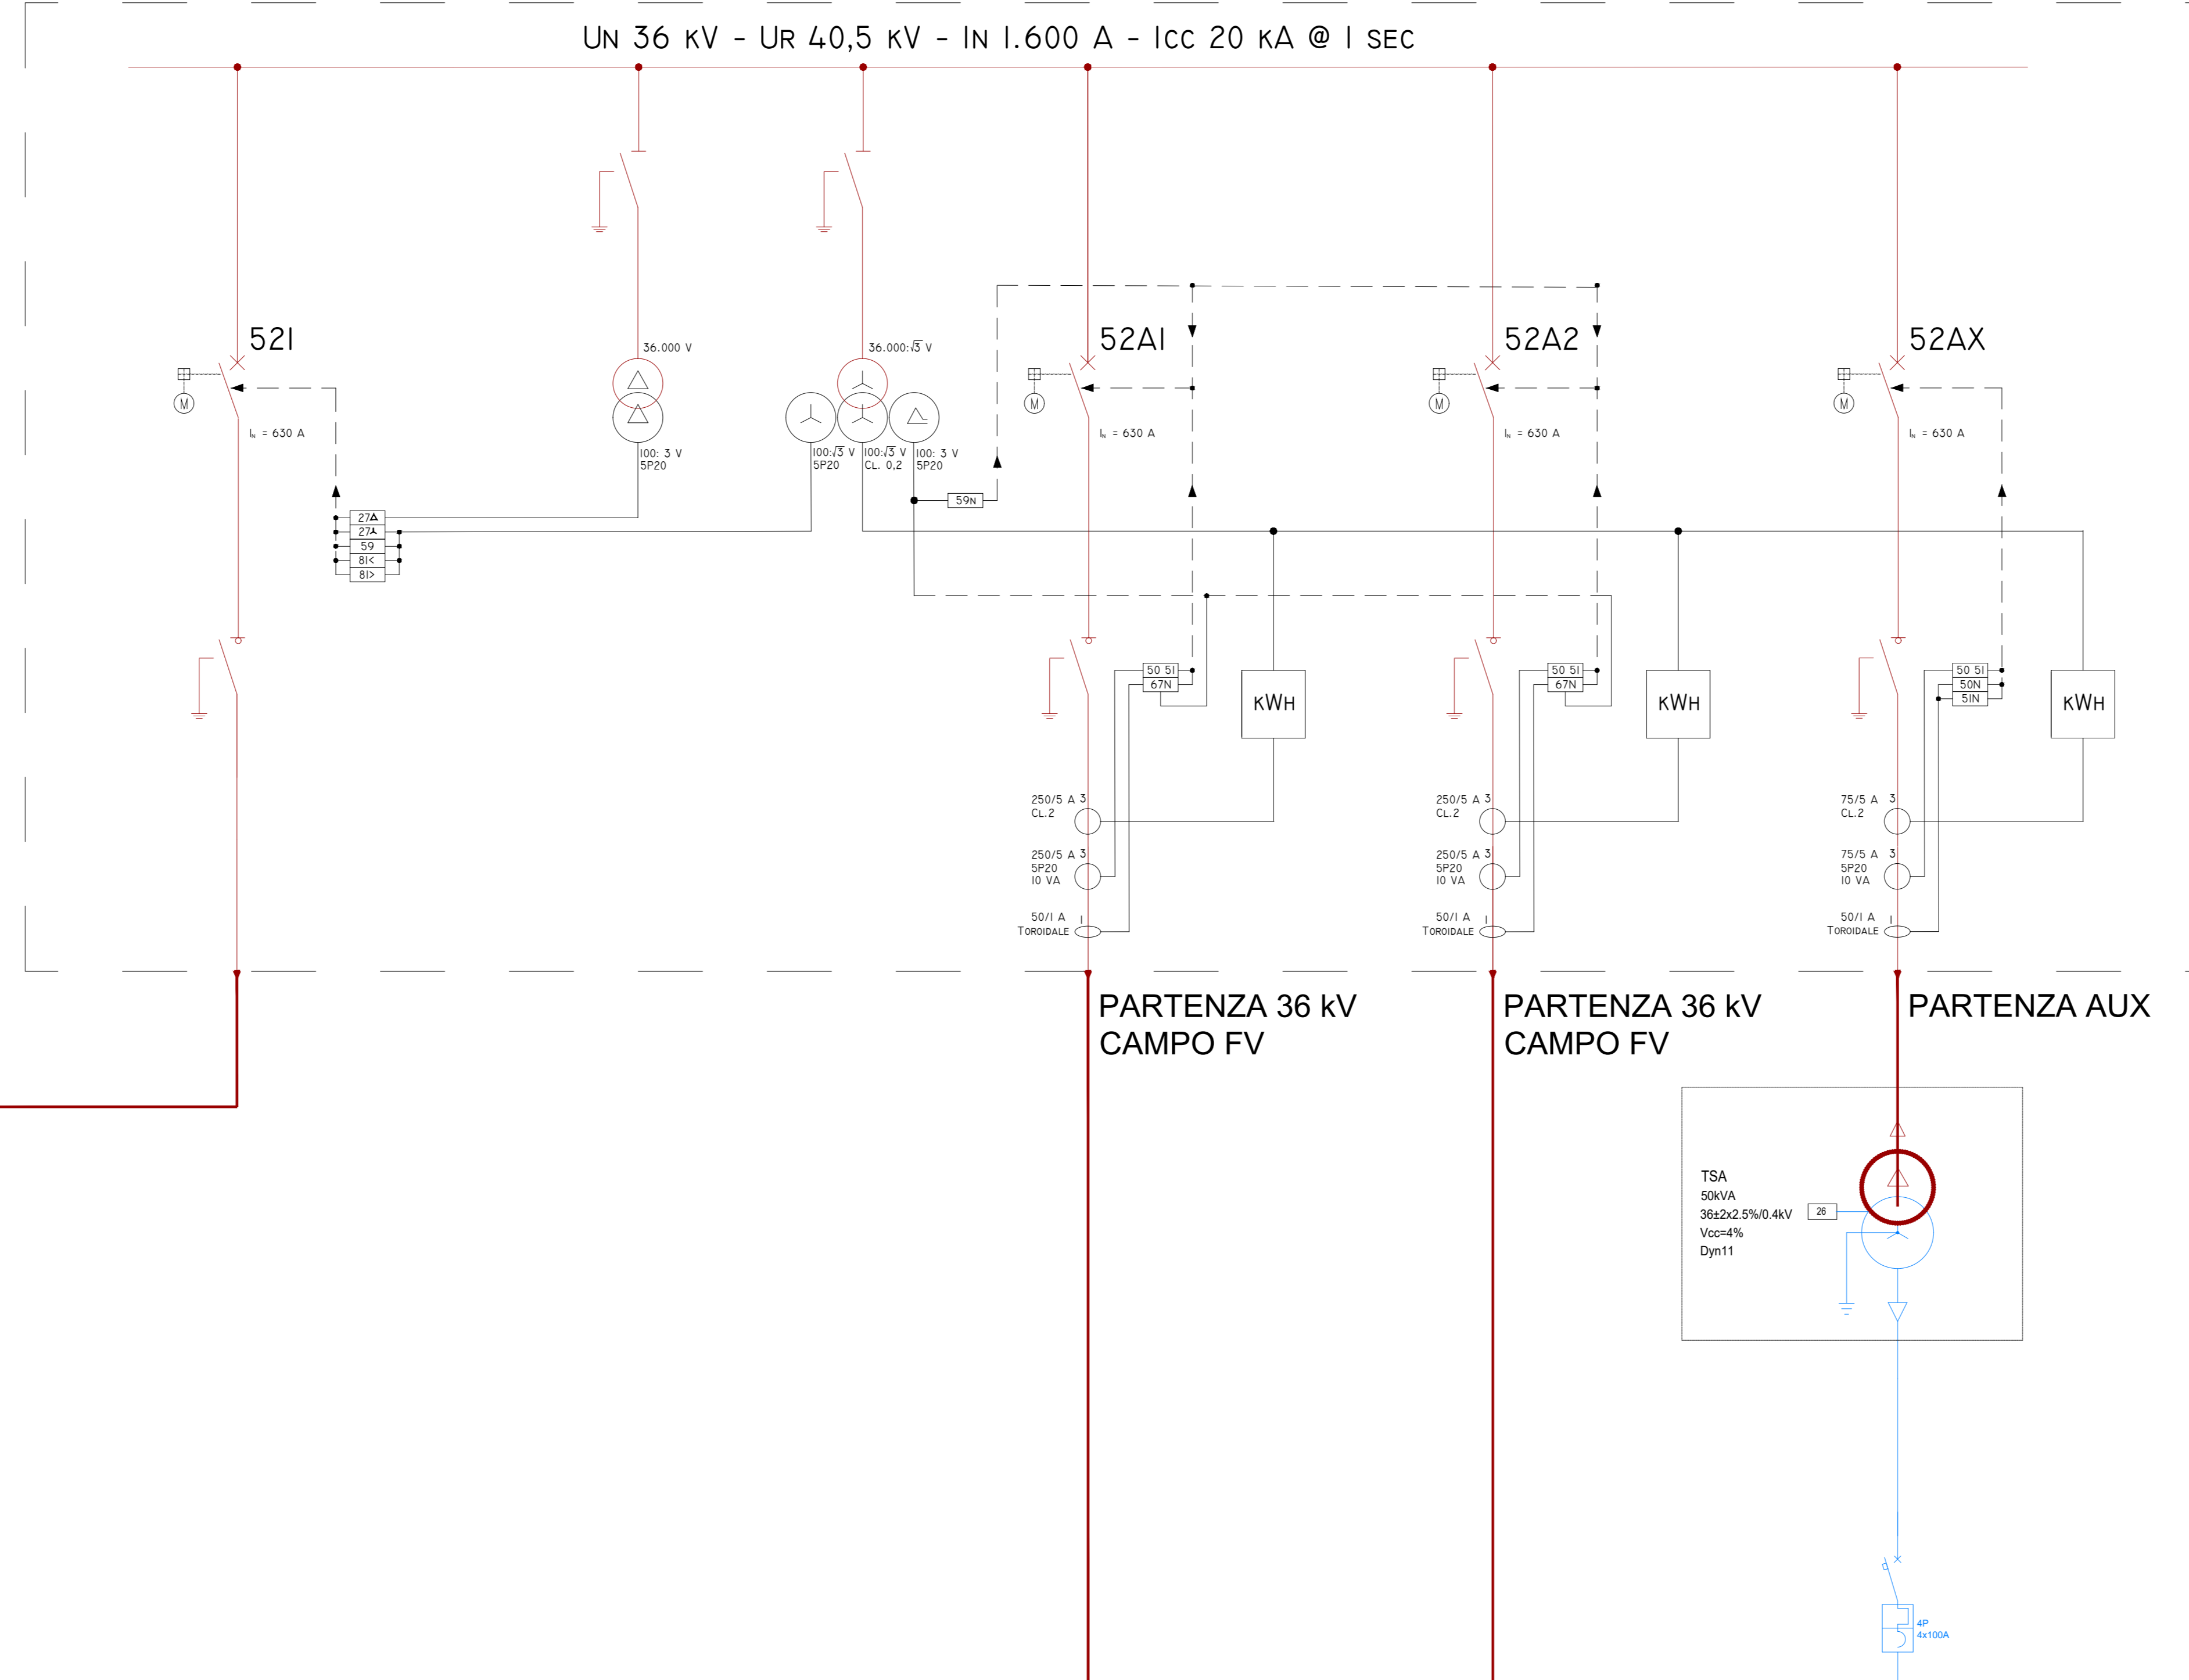 UN 36 KV - UR 40,5 KV - IN 1.600 A - ICC 20 KA @ 1 SEC
521
M
IN = 630 A
36.000 V
100: 3 V
5P20
36.000:√3 V
100:√3 V
5P20
100:√3 V
CL. 0,2
100: 3 V
5P20
59N
27Δ
27⅄
59
81<
81>
52A1
M
IN = 630 A
50 51
67N
KWH
250/5 A 3
CL.2
250/5 A 3
5P20
10 VA
50/1 A 1
TOROIDALE
52A2
M
IN = 630 A
50 51
67N
KWH
250/5 A 3
CL.2
250/5 A 3
5P20
10 VA
50/1 A 1
TOROIDALE
52AX
M
IN = 630 A
50 51
50N
51N
KWH
75/5 A 3
CL.2
75/5 A 3
5P20
10 VA
50/1 A 1
TOROIDALE
PARTENZA 36 kV
CAMPO FV
PARTENZA 36 kV
CAMPO FV
PARTENZA AUX
TSA
50kVA
36±2x2.5%/0.4kV
Vcc=4%
Dyn11
26
4P
4x100A